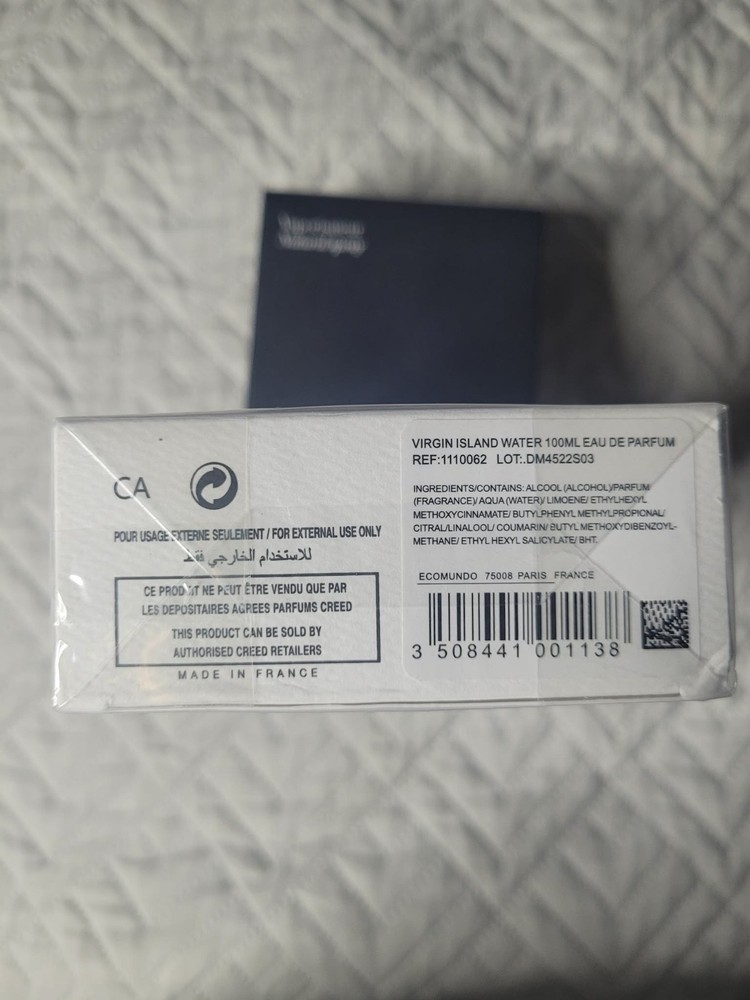 CA
POUR USAGE EXTERNE SEULEMENT / FOR EXTERNAL USE ONLY
للاستخدام الخارجي فقط
CE PRODUIT NE PEUT ÊTRE VENDU QUE PAR
LES DEPOSITAIRES AGREES PARFUMS CREED
THIS PRODUCT CAN BE SOLD BY
AUTHORISED CREED RETAILERS
MADE IN FRANCE
VIRGIN ISLAND WATER 100ML EAU DE PARFUM
REF:1110062 LOT:.DM4522S03
INGREDIENTS/CONTAINS: ALCOOL (ALCOHOL)/PARFUM
(FRAGRANCE)/ AQUA (WATER)/ LIMOENE/ ETHYLHEXYL
METHOXYCINNAMATE/ BUTYLPHENYL METHYLPROPIONAL/
CITRAL/LINALOOL/ COUMARIN/ BUTYL METHOXYDIBENZOYL-
METHANE/ ETHYL HEXYL SALICYLATE/ BHT.
ECOMUNDO 75008 PARIS FRANCE
3 508441 001138